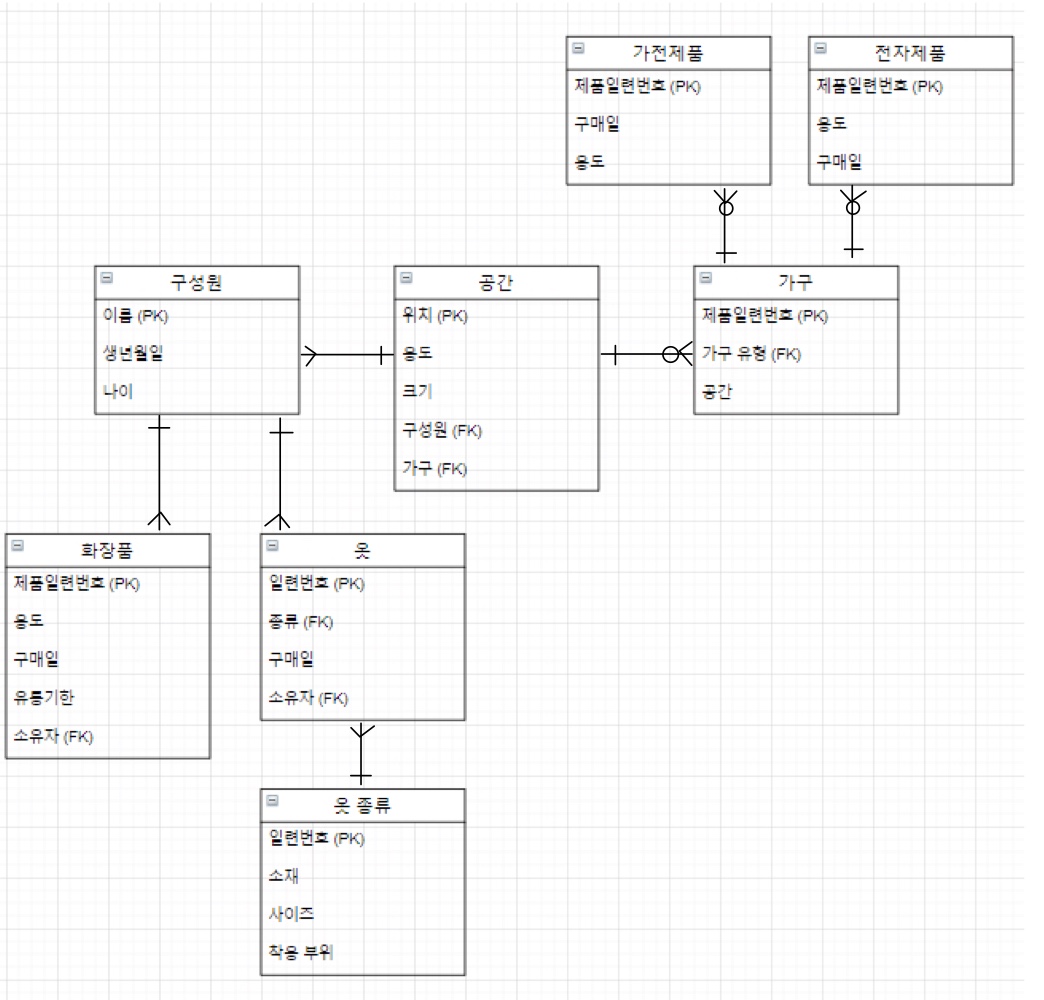 가전제품
제품일련번호 (PK)
구매일
용도
전자제품
제품일련번호 (PK)
용도
구매일
구성원
이름 (PK)
생년월일
나이
공간
위치 (PK)
용도
크기
구성원 (FK)
가구 (FK)
가구
제품일련번호 (PK)
가구 유형 (FK)
공간
화장품
제품일련번호 (PK)
용도
구매일
유통기한
소유자 (FK)
옷
일련번호 (PK)
종류 (FK)
구매일
소유자 (FK)
옷 종류
일련번호 (PK)
소재
사이즈
착용 부위